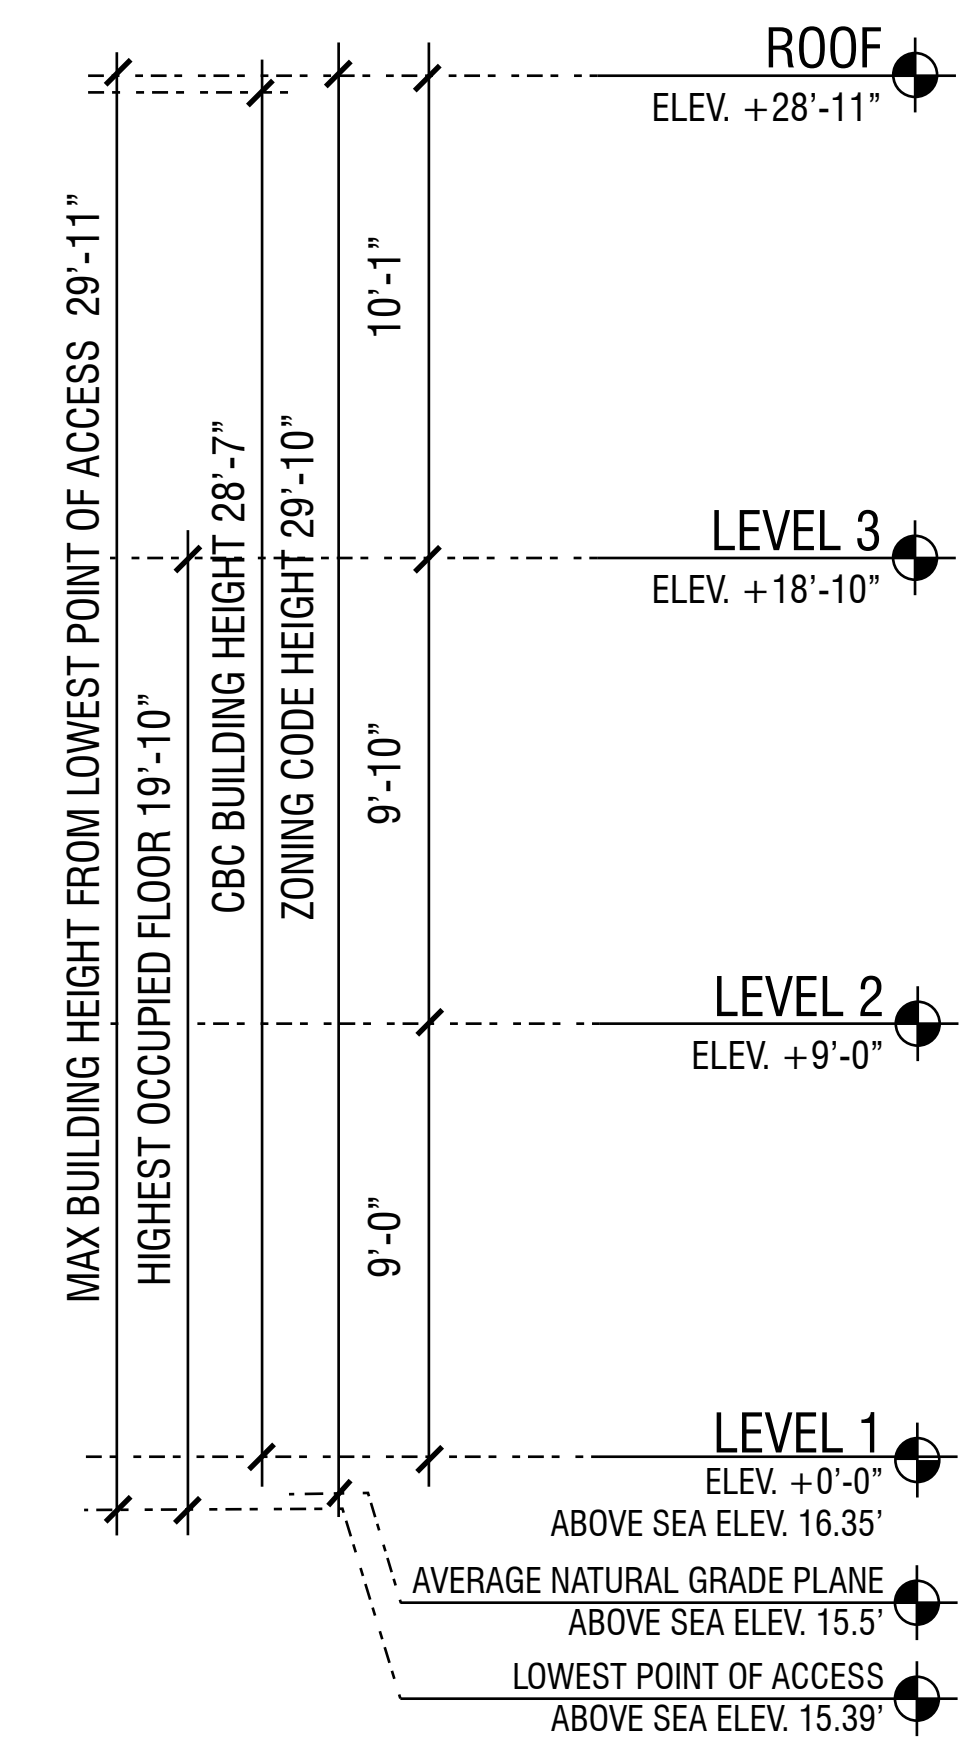 ROOF
ELEV. +28’-11”
LEVEL 3
ELEV. +18’-10”
LEVEL 2
ELEV. +9’-0”
LEVEL 1
ELEV. +0’-0”
ABOVE SEA ELEV. 16.35’
AVERAGE NATURAL GRADE PLANE
ABOVE SEA ELEV. 15.5’
LOWEST POINT OF ACCESS
ABOVE SEA ELEV. 15.39’
MAX BUILDING HEIGHT FROM LOWEST POINT OF ACCESS 29’-11”
HIGHEST OCCUPIED FLOOR 19’-10”
CBC BUILDING HEIGHT 28’-7”
ZONING CODE HEIGHT 29’-10”
10’-1”
9’-10”
9’-0”